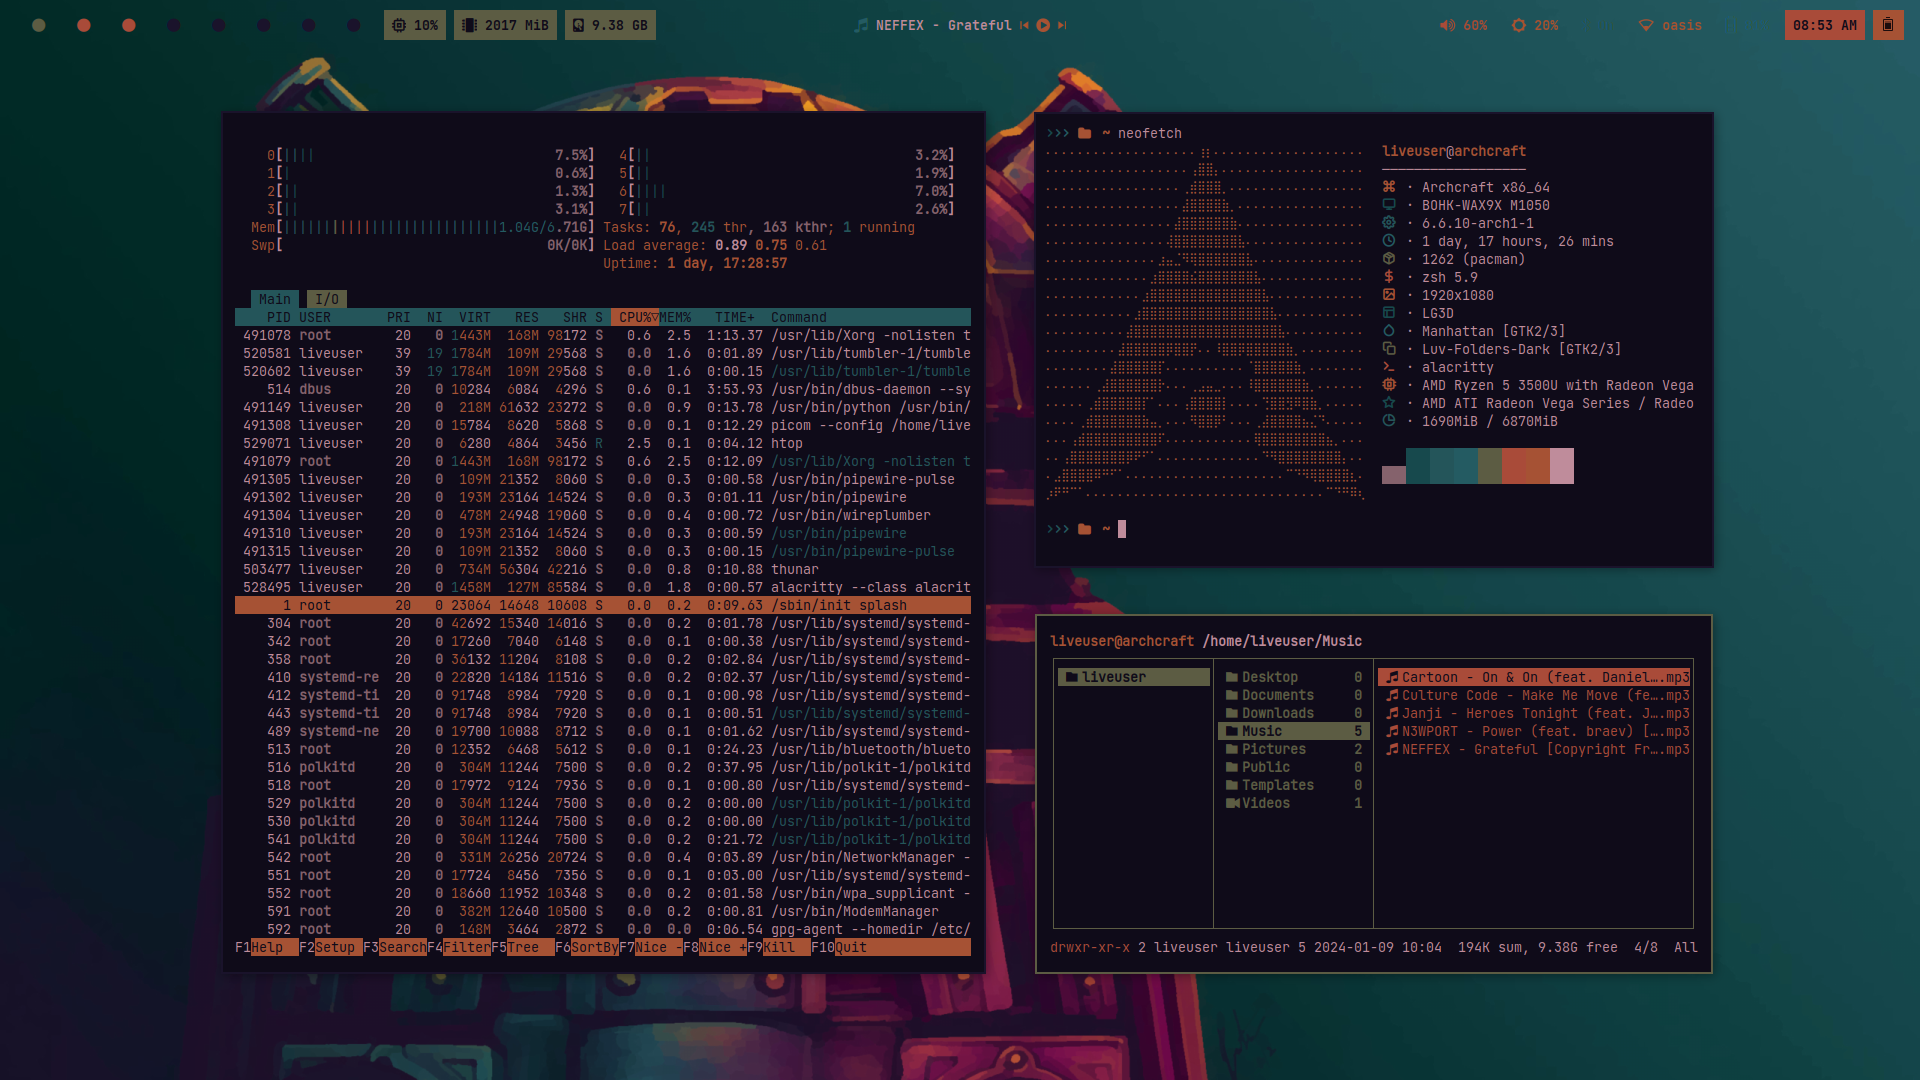 10% 2017 MiB 9.38 GB NEFFEX - Grateful 60% 20% oasis 08:53 AM
0[|||| 7.5%] 4[|| 3.2%]
1[| 0.6%] 5[|| 1.9%]
2[|| 1.3%] 6[|||| 7.0%]
3[|| 3.1%] 7[|| 2.6%]
Mem[|||||||||||||||||||||||||||1.04G/6.71G] Tasks: 76, 245 thr, 163 kthr; 1 running
Swp[ 0K/0K] Load average: 0.89 0.75 0.61
Uptime: 1 day, 17:28:57
Main I/O
PID USER PRI NI VIRT RES SHR S CPU%▽MEM% TIME+ Command
491078 root 20 0 1443M 168M 98172 S 0.6 2.5 1:13.37 /usr/lib/Xorg -nolisten t
520581 liveuser 39 19 1784M 109M 29568 S 0.0 1.6 0:01.89 /usr/lib/tumbler-1/tumble
520602 liveuser 39 19 1784M 109M 29568 S 0.0 1.6 0:00.15 /usr/lib/tumbler-1/tumble
514 dbus 20 0 10284 6084 4296 S 0.6 0.1 3:53.93 /usr/bin/dbus-daemon --sy
491149 liveuser 20 0 218M 61632 23272 S 0.0 0.9 0:13.78 /usr/bin/python /usr/bin/
491308 liveuser 20 0 15784 8620 5868 S 0.0 0.1 0:12.29 picom --config /home/live
529071 liveuser 20 0 6280 4864 3456 R 2.5 0.1 0:04.12 htop
491079 root 20 0 1443M 168M 98172 S 0.6 2.5 0:12.09 /usr/lib/Xorg -nolisten t
491305 liveuser 20 0 109M 21352 8060 S 0.0 0.3 0:00.58 /usr/bin/pipewire-pulse
491302 liveuser 20 0 193M 23164 14524 S 0.0 0.3 0:01.11 /usr/bin/pipewire
491304 liveuser 20 0 478M 24948 19060 S 0.0 0.4 0:00.72 /usr/bin/wireplumber
491310 liveuser 20 0 193M 23164 14524 S 0.0 0.3 0:00.59 /usr/bin/pipewire
491315 liveuser 20 0 109M 21352 8060 S 0.0 0.3 0:00.15 /usr/bin/pipewire-pulse
503477 liveuser 20 0 734M 56304 42216 S 0.0 0.8 0:10.88 thunar
528495 liveuser 20 0 1458M 127M 85584 S 0.0 1.8 0:00.57 alacritty --class alacrit
1 root 20 0 23064 14648 10608 S 0.0 0.2 0:09.63 /sbin/init splash
304 root 20 0 42692 15340 14016 S 0.0 0.2 0:01.78 /usr/lib/systemd/systemd-
342 root 20 0 17260 7040 6148 S 0.0 0.1 0:00.38 /usr/lib/systemd/systemd-
358 root 20 0 36132 11204 8108 S 0.0 0.2 0:02.84 /usr/lib/systemd/systemd-
410 systemd-re 20 0 22820 14184 11516 S 0.0 0.2 0:02.37 /usr/lib/systemd/systemd-
412 systemd-ti 20 0 91748 8984 7920 S 0.0 0.1 0:00.98 /usr/lib/systemd/systemd-
443 systemd-ti 20 0 91748 8984 7920 S 0.0 0.1 0:00.51 /usr/lib/systemd/systemd-
489 systemd-ne 20 0 19700 10088 8712 S 0.0 0.1 0:01.62 /usr/lib/systemd/systemd-
513 root 20 0 12352 6468 5612 S 0.0 0.1 0:24.23 /usr/lib/bluetooth/blueto
516 polkitd 20 0 304M 11244 7500 S 0.0 0.2 0:37.95 /usr/lib/polkit-1/polkitd
518 root 20 0 17972 9124 7936 S 0.0 0.1 0:00.80 /usr/lib/systemd/systemd-
529 polkitd 20 0 304M 11244 7500 S 0.0 0.2 0:00.00 /usr/lib/polkit-1/polkitd
530 polkitd 20 0 304M 11244 7500 S 0.0 0.2 0:00.00 /usr/lib/polkit-1/polkitd
541 polkitd 20 0 304M 11244 7500 S 0.0 0.2 0:21.72 /usr/lib/polkit-1/polkitd
542 root 20 0 331M 26256 20724 S 0.0 0.4 0:03.89 /usr/bin/NetworkManager -
551 root 20 0 17724 8456 7356 S 0.0 0.1 0:03.00 /usr/lib/systemd/systemd-
552 root 20 0 18660 11952 10348 S 0.0 0.2 0:01.58 /usr/bin/wpa_supplicant -
591 root 20 0 382M 12640 10500 S 0.0 0.2 0:00.81 /usr/bin/ModemManager
592 root 20 0 148M 3464 2872 S 0.0 0.0 0:06.54 gpg-agent --homedir /etc/
F1Help F2Setup F3SearchF4FilterF5Tree F6SortByF7Nice -F8Nice +F9Kill F10Quit
>>> ~ neofetch
liveuser@archcraft
· Archcraft x86_64
· BOHK-WAX9X M1050
· 6.6.10-arch1-1
· 1 day, 17 hours, 26 mins
· 1262 (pacman)
· zsh 5.9
· 1920x1080
· LG3D
· Manhattan [GTK2/3]
· Luv-Folders-Dark [GTK2/3]
· alacritty
· AMD Ryzen 5 3500U with Radeon Vega
· AMD ATI Radeon Vega Series / Radeo
· 1690MiB / 6870MiB
>>> ~
liveuser@archcraft /home/liveuser/Music
liveuser Desktop 0 Cartoon - On & On (feat. Daniel….mp3
Documents 0 Culture Code - Make Me Move (fe….mp3
Downloads 0 Janji - Heroes Tonight (feat. J….mp3
Music 5 N3WPORT - Power (feat. braev) [….mp3
Pictures 2 NEFFEX - Grateful [Copyright Fr….mp3
Public 0
Templates 0
Videos 1
drwxr-xr-x 2 liveuser liveuser 5 2024-01-09 10:04 194K sum, 9.38G free 4/8 All